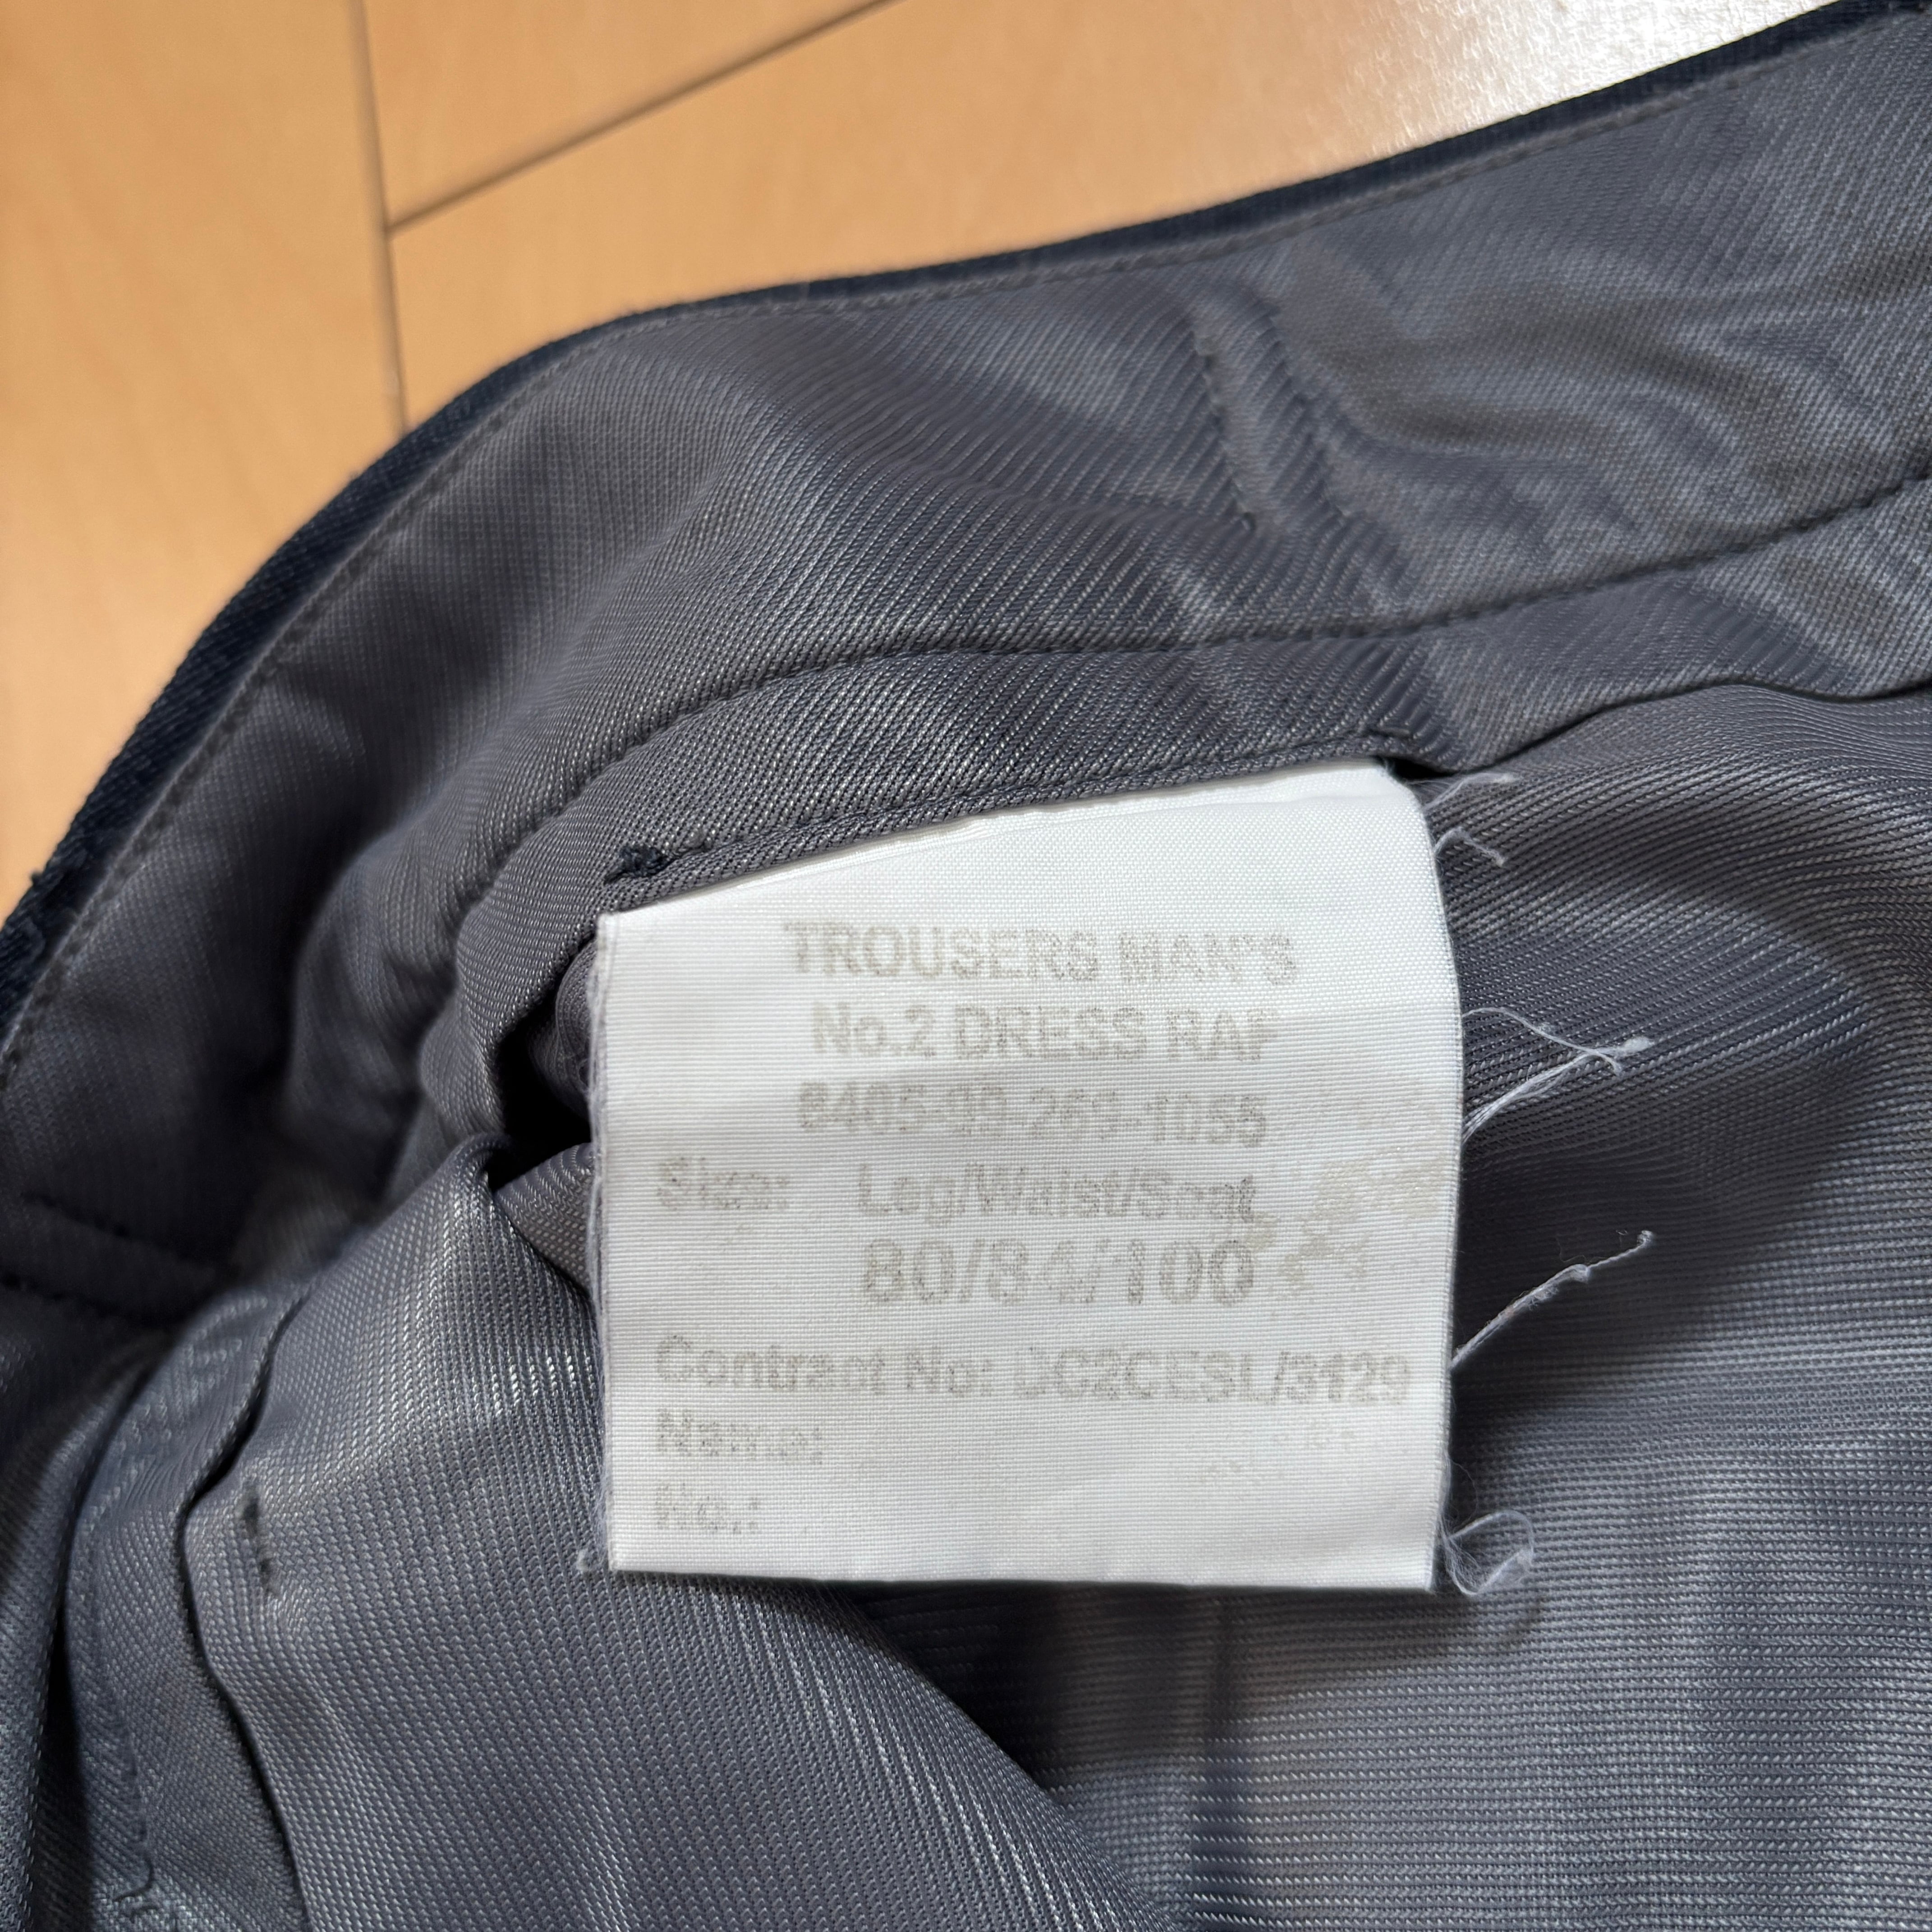 TROUSERS MAN'S
No.2 DRESS RAF
8405-99-269-1055
Size: Leg/Waist/Seat
80/84/100
Contract No: CC2CESL/3129
Name:
No.: